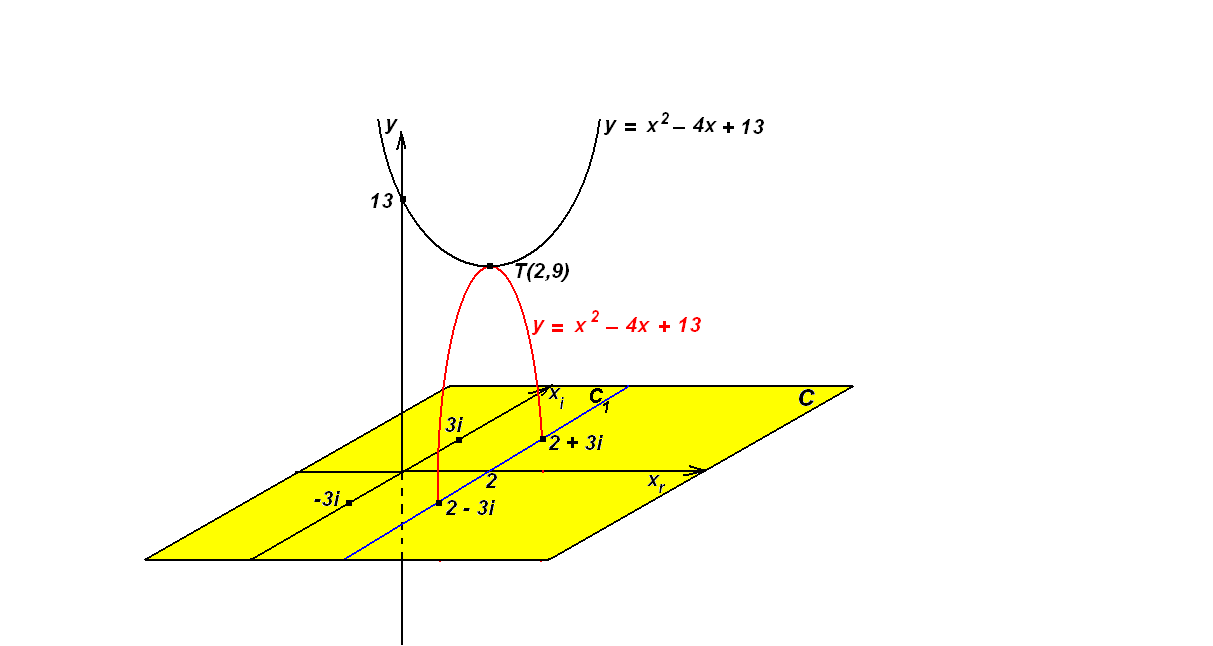 y
y = x² – 4x + 13
13
T(2,9)
y = x² – 4x + 13
xᵢ
C₁
C
3i
2 + 3i
2
xᵣ
-3i
2 - 3i